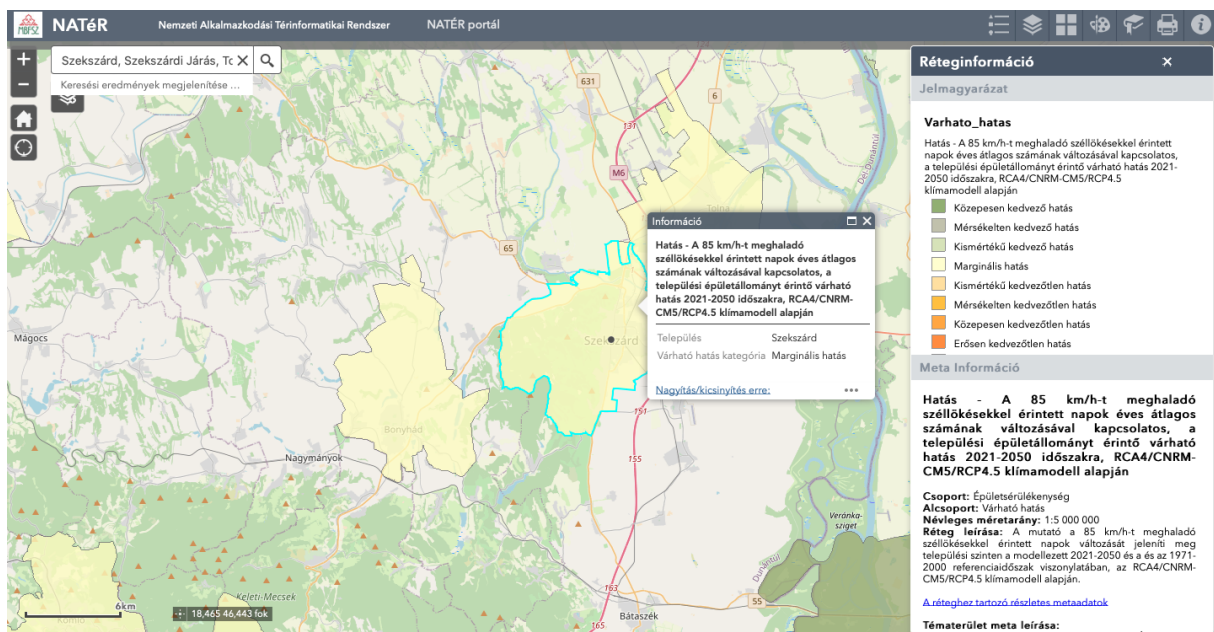 MBFSZ
NATéR
Nemzeti Alkalmazkodási Térinformatikai Rendszer
NATÉR portál
Szekszárd, Szekszárdi Járás, To
Keresési eredmények megjelenítése ...
631
6
131
M6
Tolna
Dél-Dunántúl
65
Szekszárd
Mágocs
Bonyhád
Nagymányok
191
155
Veránka-
sziget
Dunántúl
163
55
Keleti-Mecsek
Komló
Bátaszék
165
6km
18,465 46,443 fok
Információ
Hatás - A 85 km/h-t meghaladó
széllökésekkel érintett napok éves átlagos
számának változásával kapcsolatos, a
települési épületállományt érintő várható
hatás 2021-2050 időszakra, RCA4/CNRM-
CM5/RCP4.5 klímamodell alapján
Település Szekszárd
Várható hatás kategória Marginális hatás
Nagyítás/kicsinyítés erre:
Réteginformáció
Jelmagyarázat
Varhato_hatas
Hatás - A 85 km/h-t meghaladó széllökésekkel érintett
napok éves átlagos számának változásával kapcsolatos,
a települési épületállományt érintő várható hatás 2021-
2050 időszakra, RCA4/CNRM-CM5/RCP4.5
klímamodell alapján
Közepesen kedvező hatás
Mérsékelten kedvező hatás
Kismértékű kedvező hatás
Marginális hatás
Kismértékű kedvezőtlen hatás
Mérsékelten kedvezőtlen hatás
Közepesen kedvezőtlen hatás
Erősen kedvezőtlen hatás
Meta Információ
Hatás - A 85 km/h-t meghaladó
széllökésekkel érintett napok éves átlagos
számának változásával kapcsolatos, a
települési épületállományt érintő várható
hatás 2021-2050 időszakra, RCA4/CNRM-
CM5/RCP4.5 klímamodell alapján
Csoport: Épületsérülékenység
Alcsoport: Várható hatás
Névleges méretarány: 1:5 000 000
Réteg leírása: A mutató a 85 km/h-t meghaladó
széllökésekkel érintett napok változását jeleníti meg
települési szinten a modellezett 2021-2050 és a és az 1971-
2000 referenciaidőszak viszonylatában, az RCA4/CNRM-
CM5/RCP4.5 klímamodell alapján.
A réteghez tartozó részletes metaadatok
Tématerület meta leírása: